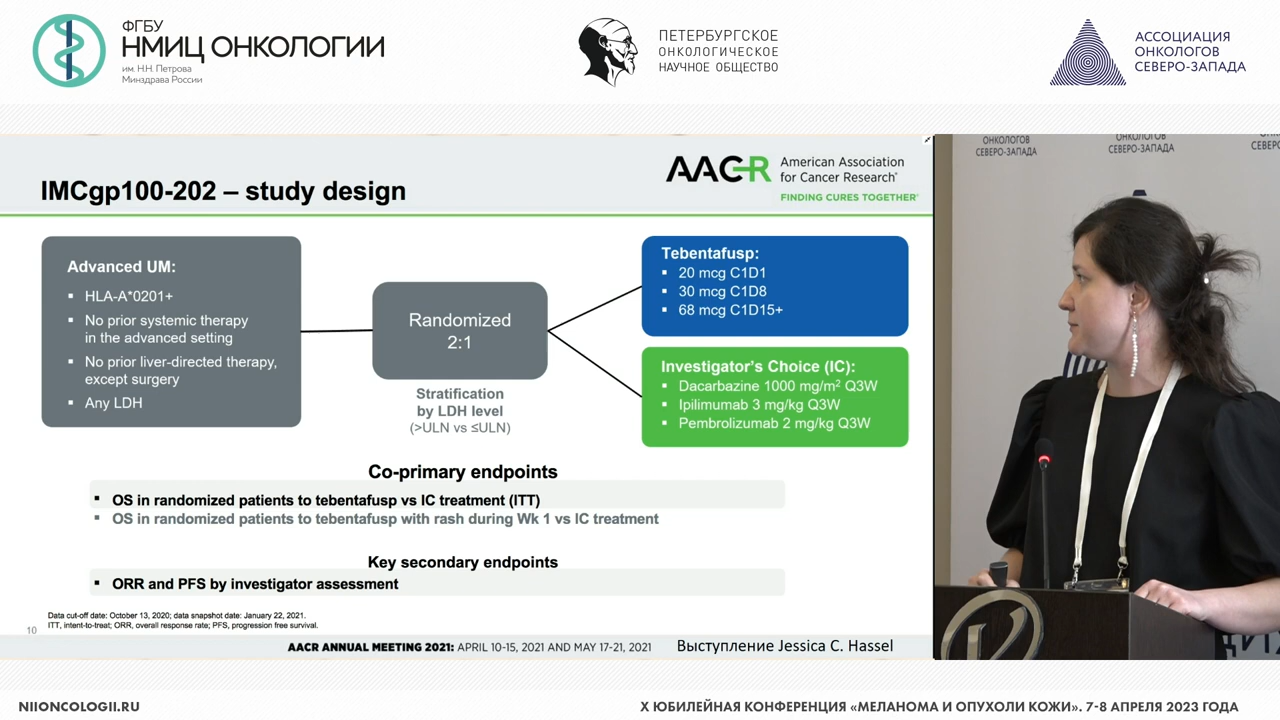 ФГБУ
НМИЦ ОНКОЛОГИИ
им. Н.Н. Петрова
Минздрава России
ПЕТЕРБУРГСКОЕ
ОНКОЛОГИЧЕСКОЕ
НАУЧНОЕ ОБЩЕСТВО
АССОЦИАЦИЯ
ОНКОЛОГОВ
СЕВЕРО-ЗАПАДА
IMCgp100-202 – study design
AACR
American Association
for Cancer Research®
FINDING CURES TOGETHER®
Advanced UM:
▪ HLA-A*0201+
▪ No prior systemic therapy
in the advanced setting
▪ No prior liver-directed therapy,
except surgery
▪ Any LDH
Randomized
2:1
Stratification
by LDH level
(>ULN vs ≤ULN)
Tebentafusp:
▪ 20 mcg C1D1
▪ 30 mcg C1D8
▪ 68 mcg C1D15+
Investigator's Choice (IC):
▪ Dacarbazine 1000 mg/m² Q3W
▪ Ipilimumab 3 mg/kg Q3W
▪ Pembrolizumab 2 mg/kg Q3W
Co-primary endpoints
▪ OS in randomized patients to tebentafusp vs IC treatment (ITT)
▪ OS in randomized patients to tebentafusp with rash during Wk 1 vs IC treatment
Key secondary endpoints
▪ ORR and PFS by investigator assessment
Data cut-off date: October 13, 2020; data snapshot date: January 22, 2021.
ITT, intent-to-treat; ORR, overall response rate; PFS, progression free survival.
10
AACR ANNUAL MEETING 2021: APRIL 10-15, 2021 AND MAY 17-21, 2021
Выступление Jessica C. Hassel
ОНКОЛОГОВ
СЕВЕРО-ЗАПАДА
ОНКОЛОГОВ
СЕВЕРО-ЗАПАДА
NIIONCOLOGII.RU
X ЮБИЛЕЙНАЯ КОНФЕРЕНЦИЯ «МЕЛАНОМА И ОПУХОЛИ КОЖИ». 7-8 АПРЕЛЯ 2023 ГОДА